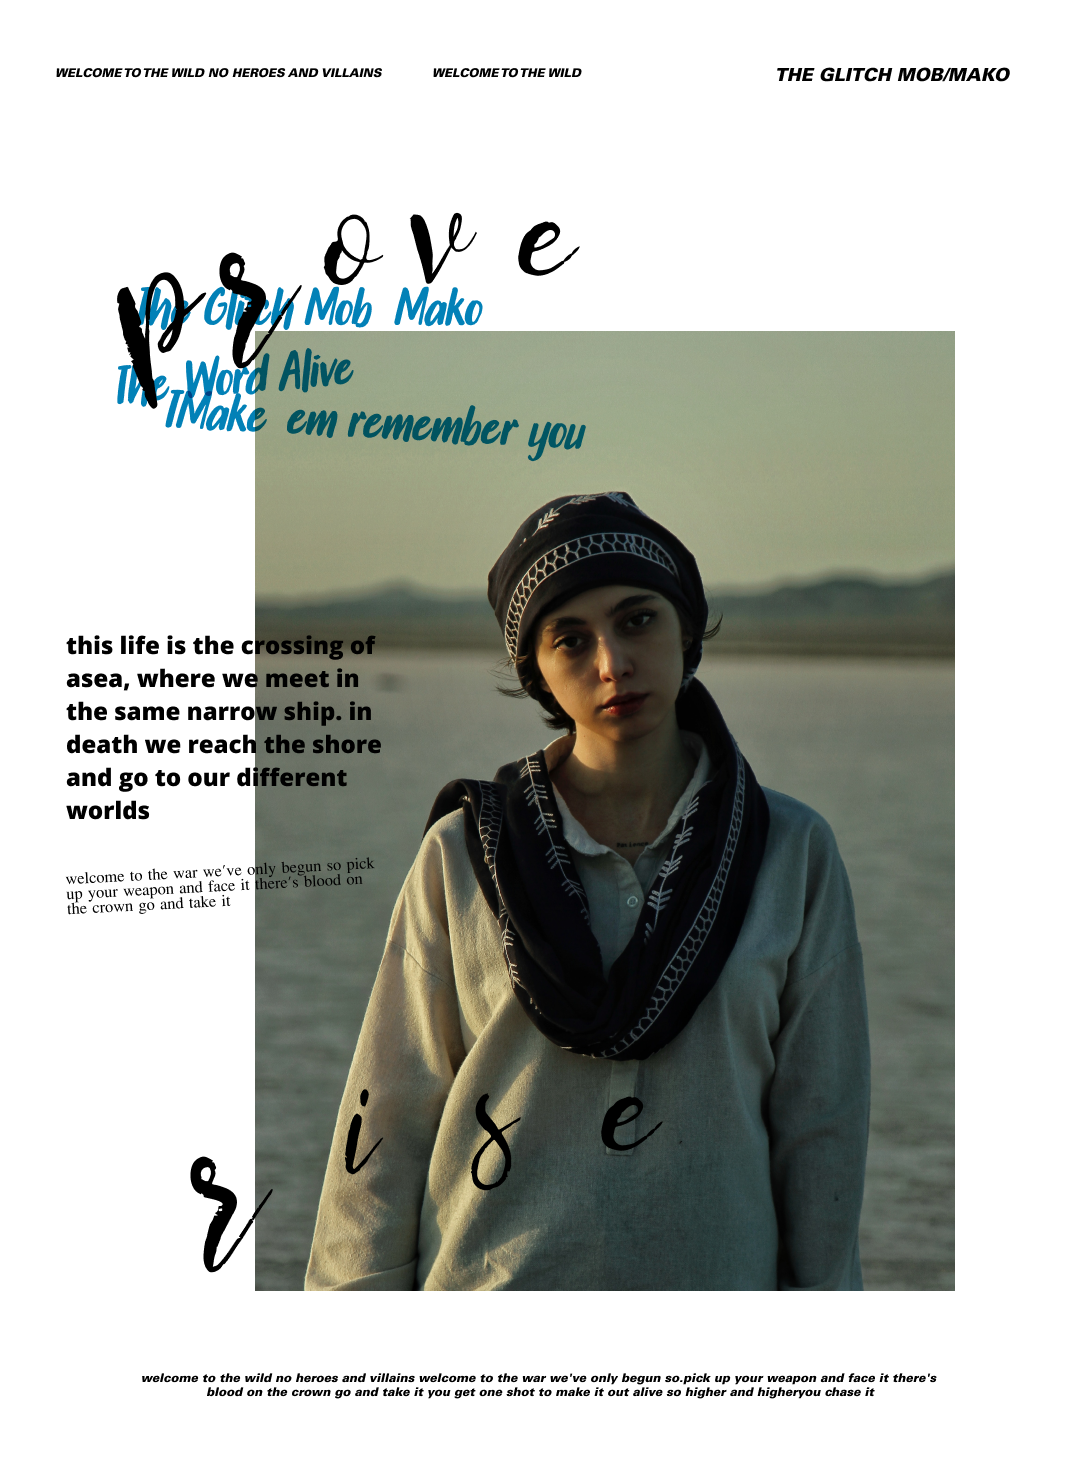 WELCOME TO THE WILD NO HEROES AND VILLAINS
WELCOME TO THE WILD
THE GLITCH MOB/MAKO
prove
The Glitch Mob Mako
The Word Alive
TMake em remember you
this life is the crossing of
asea, where we meet in
the same narrow ship. in
death we reach the shore
and go to our different
worlds
welcome to the war we've only begun so pick
up your weapon and face it there's blood on
the crown go and take it
rise
welcome to the wild no heroes and villains welcome to the war we've only begun so.pick up your weapon and face it there's
blood on the crown go and take it you get one shot to make it out alive so higher and higheryou chase it